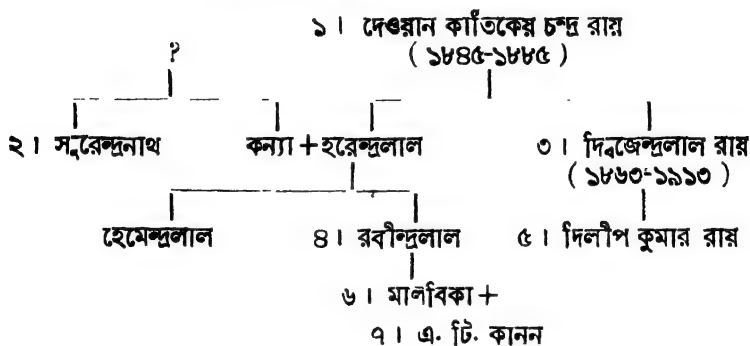 ১। দেওয়ান কার্তিকেয় চন্দ্র রায়
? (১৮৪৫-১৮৮৫)
২। সুরেন্দ্রনাথ কন্যা+হরেন্দ্রলাল ৩। দ্বিজেন্দ্রলাল রায়
(১৮৬৩-১৯১৩)
হেমেন্দ্রলাল ৪। রবীন্দ্রলাল ৫। দিলীপ কুমার রায়
৬। মালবিকা+
৭। এ. টি. কানন